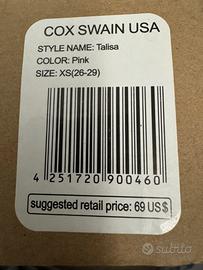 COX SWAIN USA
STYLE NAME: Talisa
COLOR: Pink
SIZE: XS(26-29)
4 251720 900460
suggested retail price: 69 US$
subito